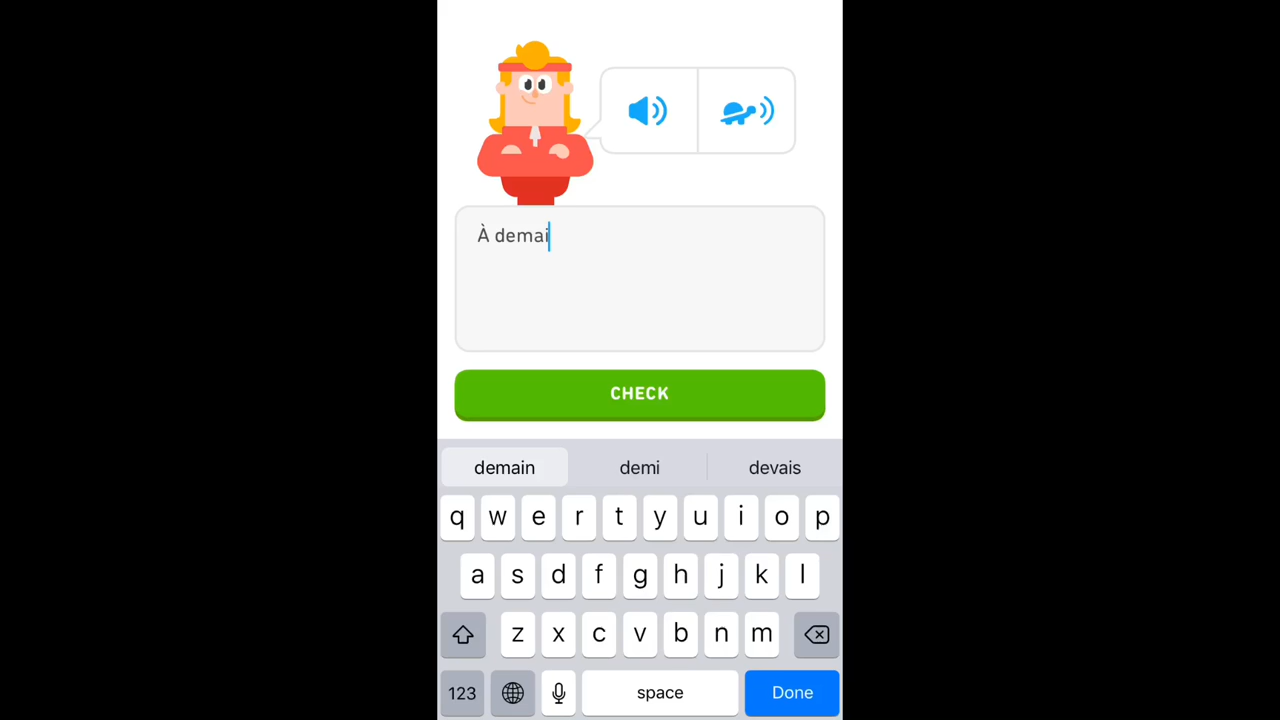 À demai
CHECK
demain demi devais
q w e r t y u i o p
a s d f g h j k l
z x c v b n m
123 space Done